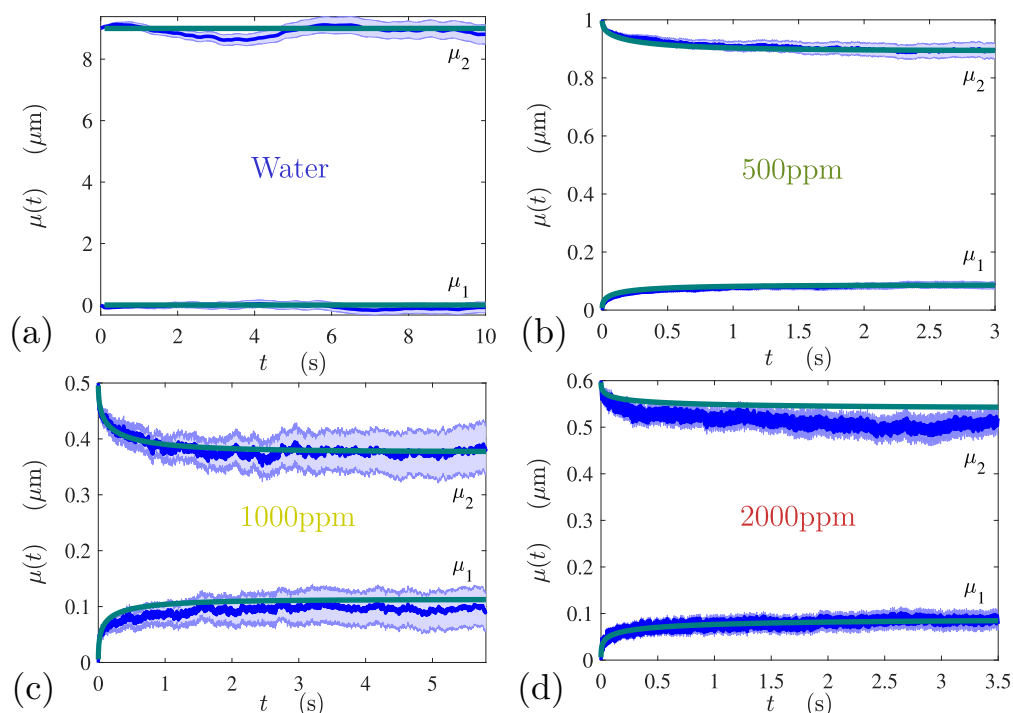 8
6
4
2
0
μ(t) (μm)
μ₂
Water
μ₁
0 2 4 6 8 10
(a)
t (s)
1
0.8
0.6
0.4
0.2
0
μ(t) (μm)
μ₂
500ppm
μ₁
0 0.5 1 1.5 2 2.5 3
(b)
t (s)
0.5
0.4
0.3
0.2
0.1
0
μ(t) (μm)
μ₂
1000ppm
μ₁
0 1 2 3 4 5
(c)
t (s)
0.6
0.5
0.4
0.3
0.2
0.1
0
μ(t) (μm)
μ₂
2000ppm
μ₁
0 0.5 1 1.5 2 2.5 3 3.5
(d)
t (s)